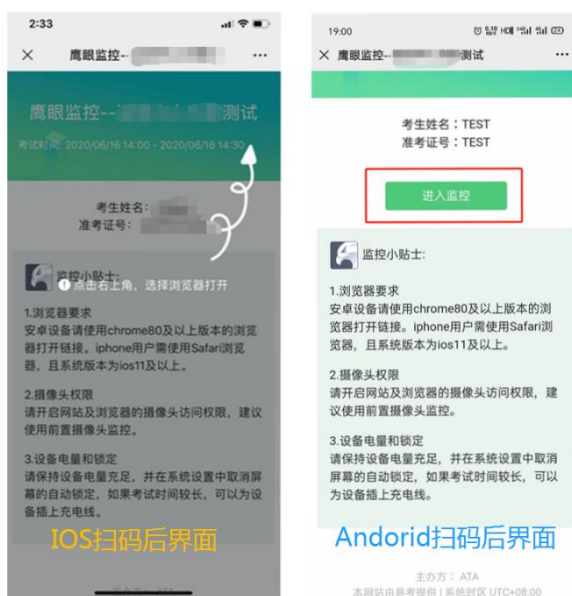 2:33
鹰眼监控--
鹰眼监控--
测试
考试时间: 2020/06/16 14:00 - 2020/06/16 14:30
考生姓名:
准考证号:
监控小贴士:
点击右上角，选择浏览器打开
1.浏览器要求
安卓设备请使用chrome80及以上版本的浏览
器打开链接。iphone用户需使用Safari浏览
器，且系统版本为ios11及以上。
2.摄像头权限
请开启网站及浏览器的摄像头访问权限，建议
使用前置摄像头监控。
3.设备电量和锁定
请保持设备电量充足，并在系统设置中取消屏
幕的自动锁定，如果考试时间较长，可以为设
备插上充电线。
IOS扫码后界面
19:00
鹰眼监控--
测试
考生姓名：TEST
准考证号：TEST
进入监控
监控小贴士:
1.浏览器要求
安卓设备请使用chrome80及以上版本的浏
览器打开链接。iphone用户需使用Safari浏
览器，且系统版本为ios11及以上。
2.摄像头权限
请开启网站及浏览器的摄像头访问权限，建
议使用前置摄像头监控。
3.设备电量和锁定
请保持设备电量充足，并在系统设置中取消
屏幕的自动锁定，如果考试时间较长，可以
为设备插上充电线。
Andorid扫码后界面
主办方： ATA
本网站由易考提供 | 系统时区 UTC+08:00